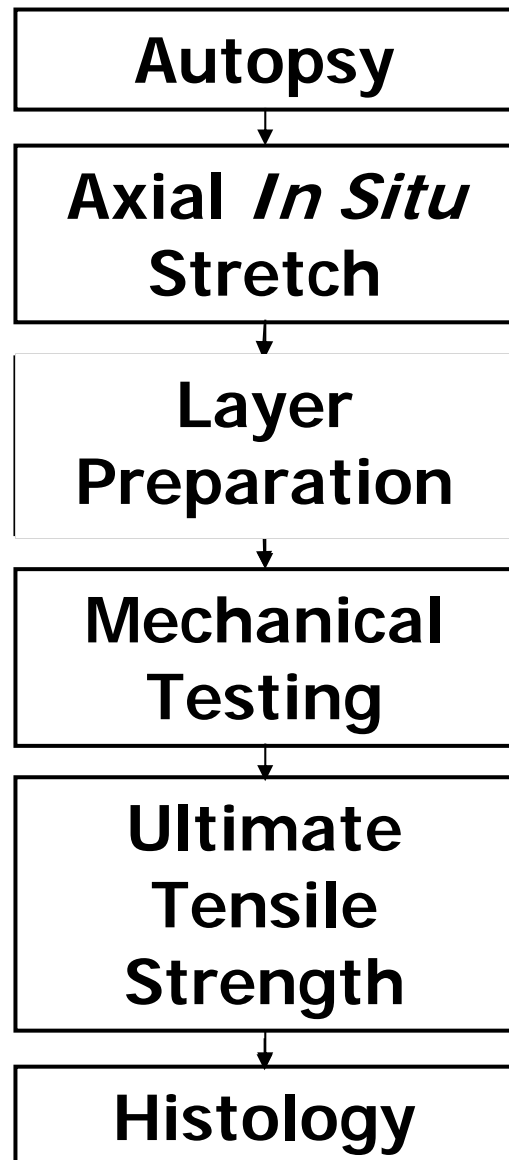 Autopsy
Axial In Situ
Stretch
Layer
Preparation
Mechanical
Testing
Ultimate
Tensile
Strength
Histology